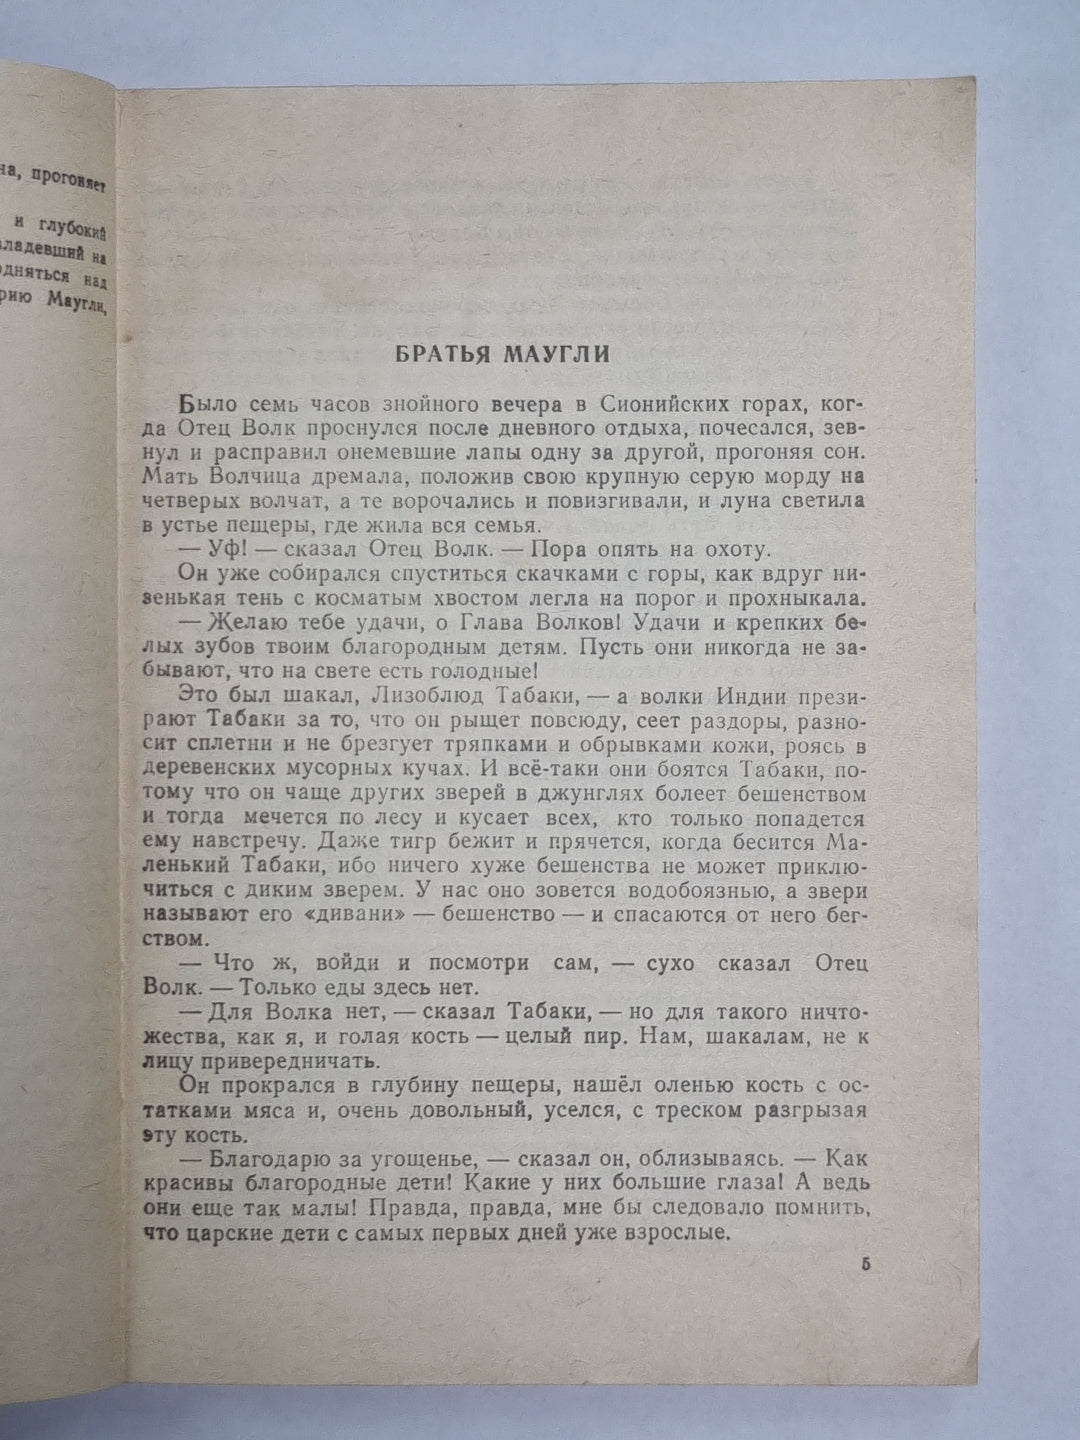 на, прогоняет
и глубокий
владевший на
одняться над
рию Маугли,
БРАТЬЯ МАУГЛИ
Было семь часов знойного вечера в Сионийских горах, ког-
да Отец Волк проснулся после дневного отдыха, почесался, зев-
нул и расправил онемевшие лапы одну за другой, прогоняя сон.
Мать Волчица дремала, положив свою крупную серую морду на
четверых волчат, а те ворочались и повизгивали, и луна светила
в устье пещеры, где жила вся семья.
— Уф! — сказал Отец Волк. — Пора опять на охоту.
Он уже собирался спуститься скачками с горы, как вдруг ни-
зенькая тень с косматым хвостом легла на порог и прохныкала.
— Желаю тебе удачи, о Глава Волков! Удачи и крепких бе-
лых зубов твоим благородным детям. Пусть они никогда не за-
бывают, что на свете есть голодные!
Это был шакал, Лизоблюд Табаки, — а волки Индии прези-
рают Табаки за то, что он рыщет повсюду, сеет раздоры, разно-
сит сплетни и не брезгует тряпками и обрывками кожи, роясь в
деревенских мусорных кучах. И всё-таки они боятся Табаки, по-
тому что он чаще других зверей в джунглях болеет бешенством
и тогда мечется по лесу и кусает всех, кто только попадется
ему навстречу. Даже тигр бежит и прячется, когда бесится Ма-
ленький Табаки, ибо ничего хуже бешенства не может приклю-
читься с диким зверем. У нас оно зовется водобоязнью, а звери
называют его «дивани» — бешенство — и спасаются от него бег-
ством.
— Что ж, войди и посмотри сам, — сухо сказал Отец
Волк. — Только еды здесь нет.
— Для Волка нет, — сказал Табаки, — но для такого ничто-
жества, как я, и голая кость — целый пир. Нам, шакалам, не к
лицу привередничать.
Он прокрался в глубину пещеры, нашёл оленью кость с ос-
татками мяса и, очень довольный, уселся, с треском разгрызая
эту кость.
— Благодарю за угощенье, — сказал он, облизываясь. — Как
красивы благородные дети! Какие у них большие глаза! А ведь
они еще так малы! Правда, правда, мне бы следовало помнить,
что царские дети с самых первых дней уже взрослые.
5